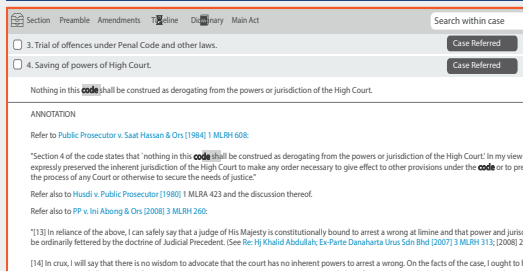 Section Preamble Amendments Timeline Dictionary Main Act
Search within case
3. Trial of offences under Penal Code and other laws.
Case Referred
4. Saving of powers of High Court.
Case Referred
Nothing in this code shall be construed as derogating from the powers or jurisdiction of the High Court.
ANNOTATION
Refer to Public Prosecutor v. Saat Hassan & Ors [1984] 1 MLRH 608:
"Section 4 of the code states that `nothing in this code shall be construed as derogating from the powers or jurisdiction of the High Court.' In my view
expressly preserved the inherent jurisdiction of the High Court to make any order necessary to give effect to other provisions under the code or to pre
the process of any Court or otherwise to secure the needs of justice."
Refer also to Husdi v. Public Prosecutor [1980] 1 MLRA 423 and the discussion thereof.
Refer also to PP v. Ini Abong & Ors [2008] 3 MLRH 260:
"[13] In reliance of the above, I can safely say that a judge of His Majesty is constitutionally bound to arrest a wrong at limine and that power and jurisc
be ordinarily fettered by the doctrine of Judicial Precedent. (See Re: Hj Khalid Abdullah; Ex-Parte Danaharta Urus Sdn Bhd [2007] 3 MLRH 313; [2008] 2
[14] In crux, I will say that there is no wisdom to advocate that the court has no inherent powers to arrest a wrong. On the facts of the case, I ought to h